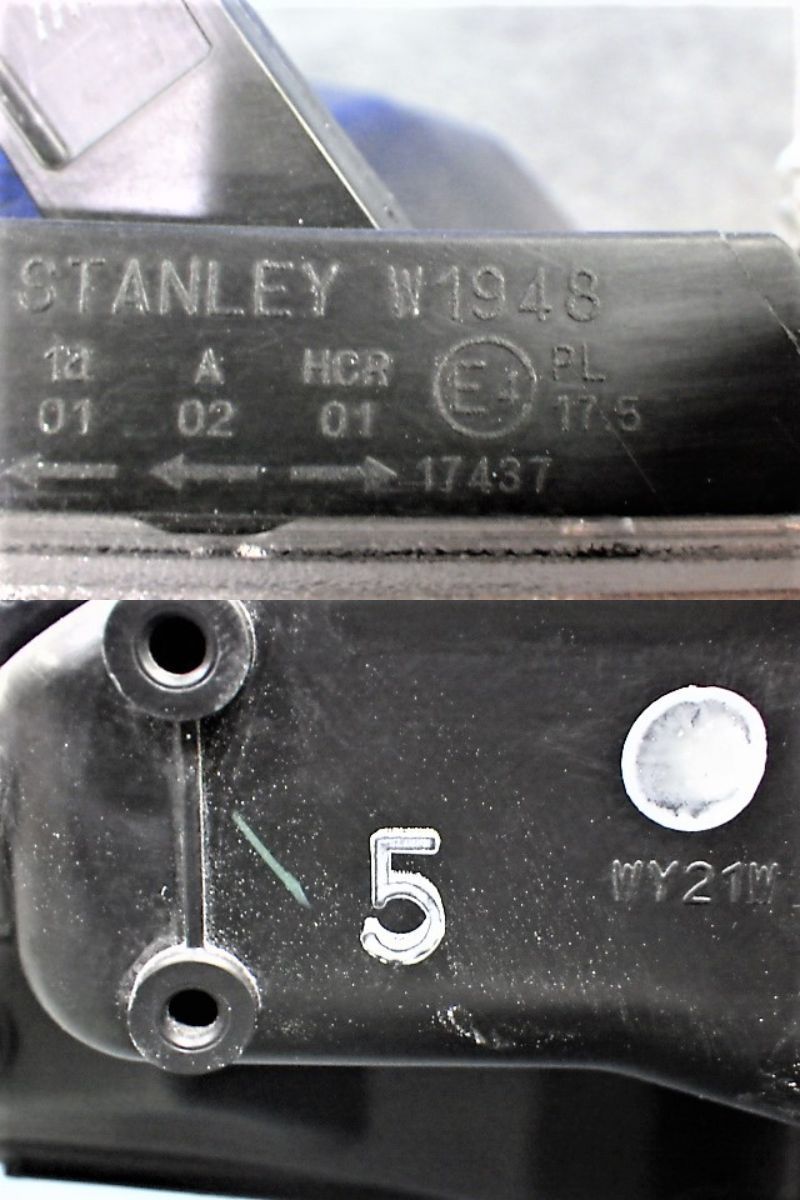 STANLEY W1948
1a A HCR E4 PL
01 02 01 17.5
17437
5
WY21W